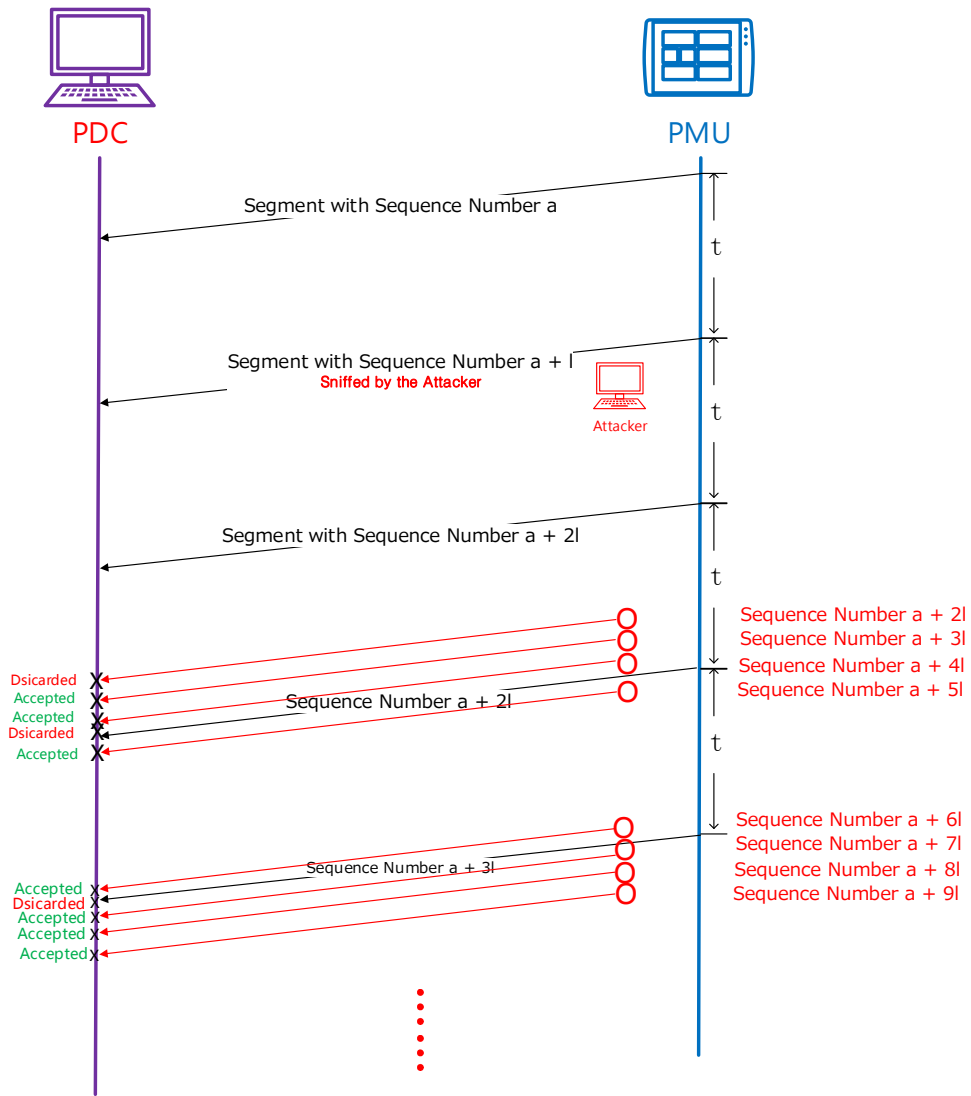 PDC
PMU
Segment with Sequence Number a
t
Segment with Sequence Number a + l
Sniffed by the Attacker
Attacker
t
Segment with Sequence Number a + 2l
t
Sequence Number a + 2l
Sequence Number a + 3l
Sequence Number a + 4l
Sequence Number a + 5l
Dsicarded X
Accepted X
Accepted X
Sequence Number a + 2l
Dsicarded X
Accepted X
t
Sequence Number a + 6l
Sequence Number a + 7l
Sequence Number a + 8l
Sequence Number a + 9l
Sequence Number a + 3l
Accepted x
Dsicarded x
Accepted x
Accepted x
Accepted x